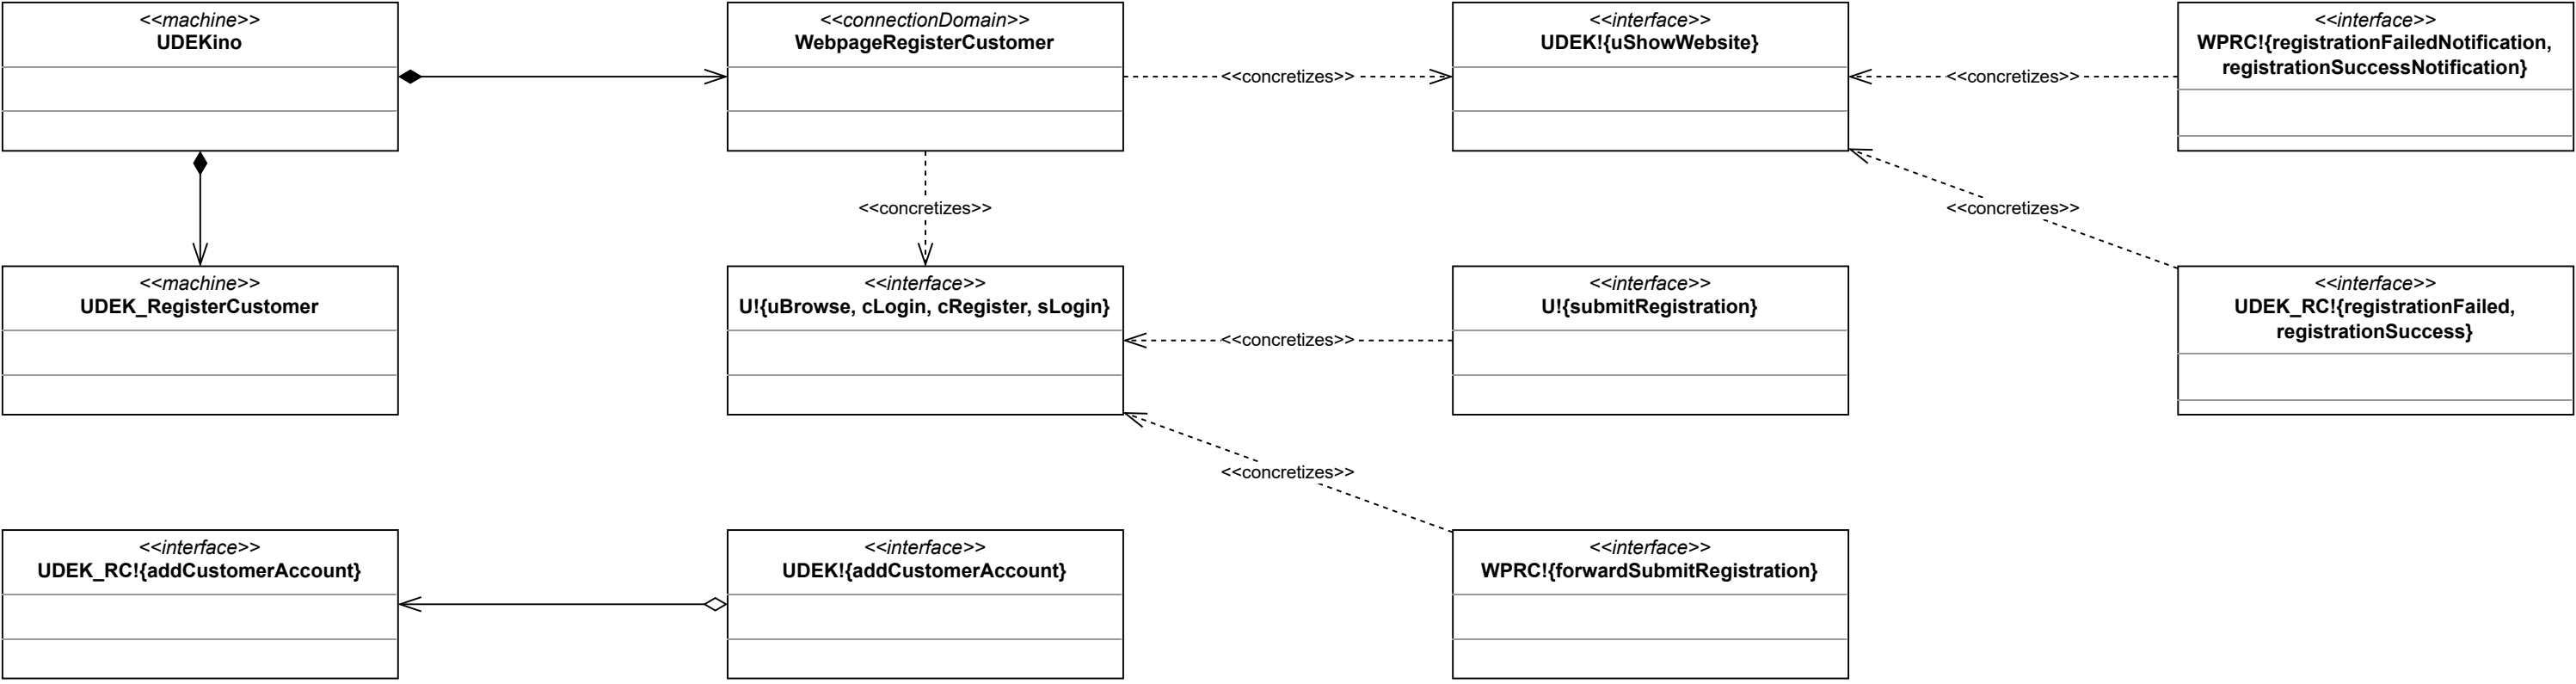 <<machine>>
UDEKino
<<connectionDomain>>
WebpageRegisterCustomer
<<interface>>
UDEK!{uShowWebsite}
<<interface>>
WPRC!{registrationFailedNotification,
registrationSuccessNotification}
<<concretizes>>
<<concretizes>>
<<concretizes>>
<<concretizes>>
<<machine>>
UDEK_RegisterCustomer
<<interface>>
U!{uBrowse, cLogin, cRegister, sLogin}
<<interface>>
U!{submitRegistration}
<<interface>>
UDEK_RC!{registrationFailed,
registrationSuccess}
<<concretizes>>
<<concretizes>>
<<interface>>
UDEK_RC!{addCustomerAccount}
<<interface>>
UDEK!{addCustomerAccount}
<<interface>>
WPRC!{forwardSubmitRegistration}